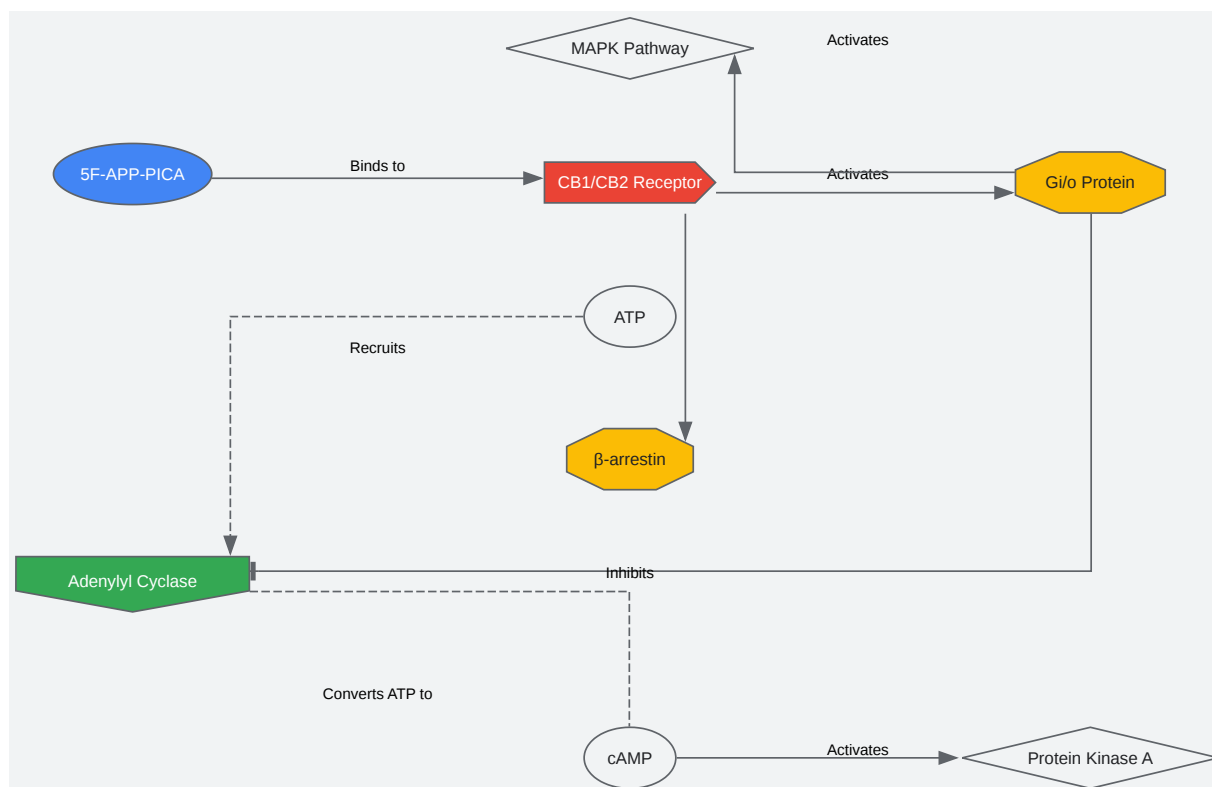 MAPK Pathway
Activates
5F-APP-PICA
Binds to
CB1/CB2 Receptor
Activates
Gi/o Protein
ATP
Recruits
β-arrestin
Adenylyl Cyclase
Inhibits
Converts ATP to
cAMP
Activates
Protein Kinase A